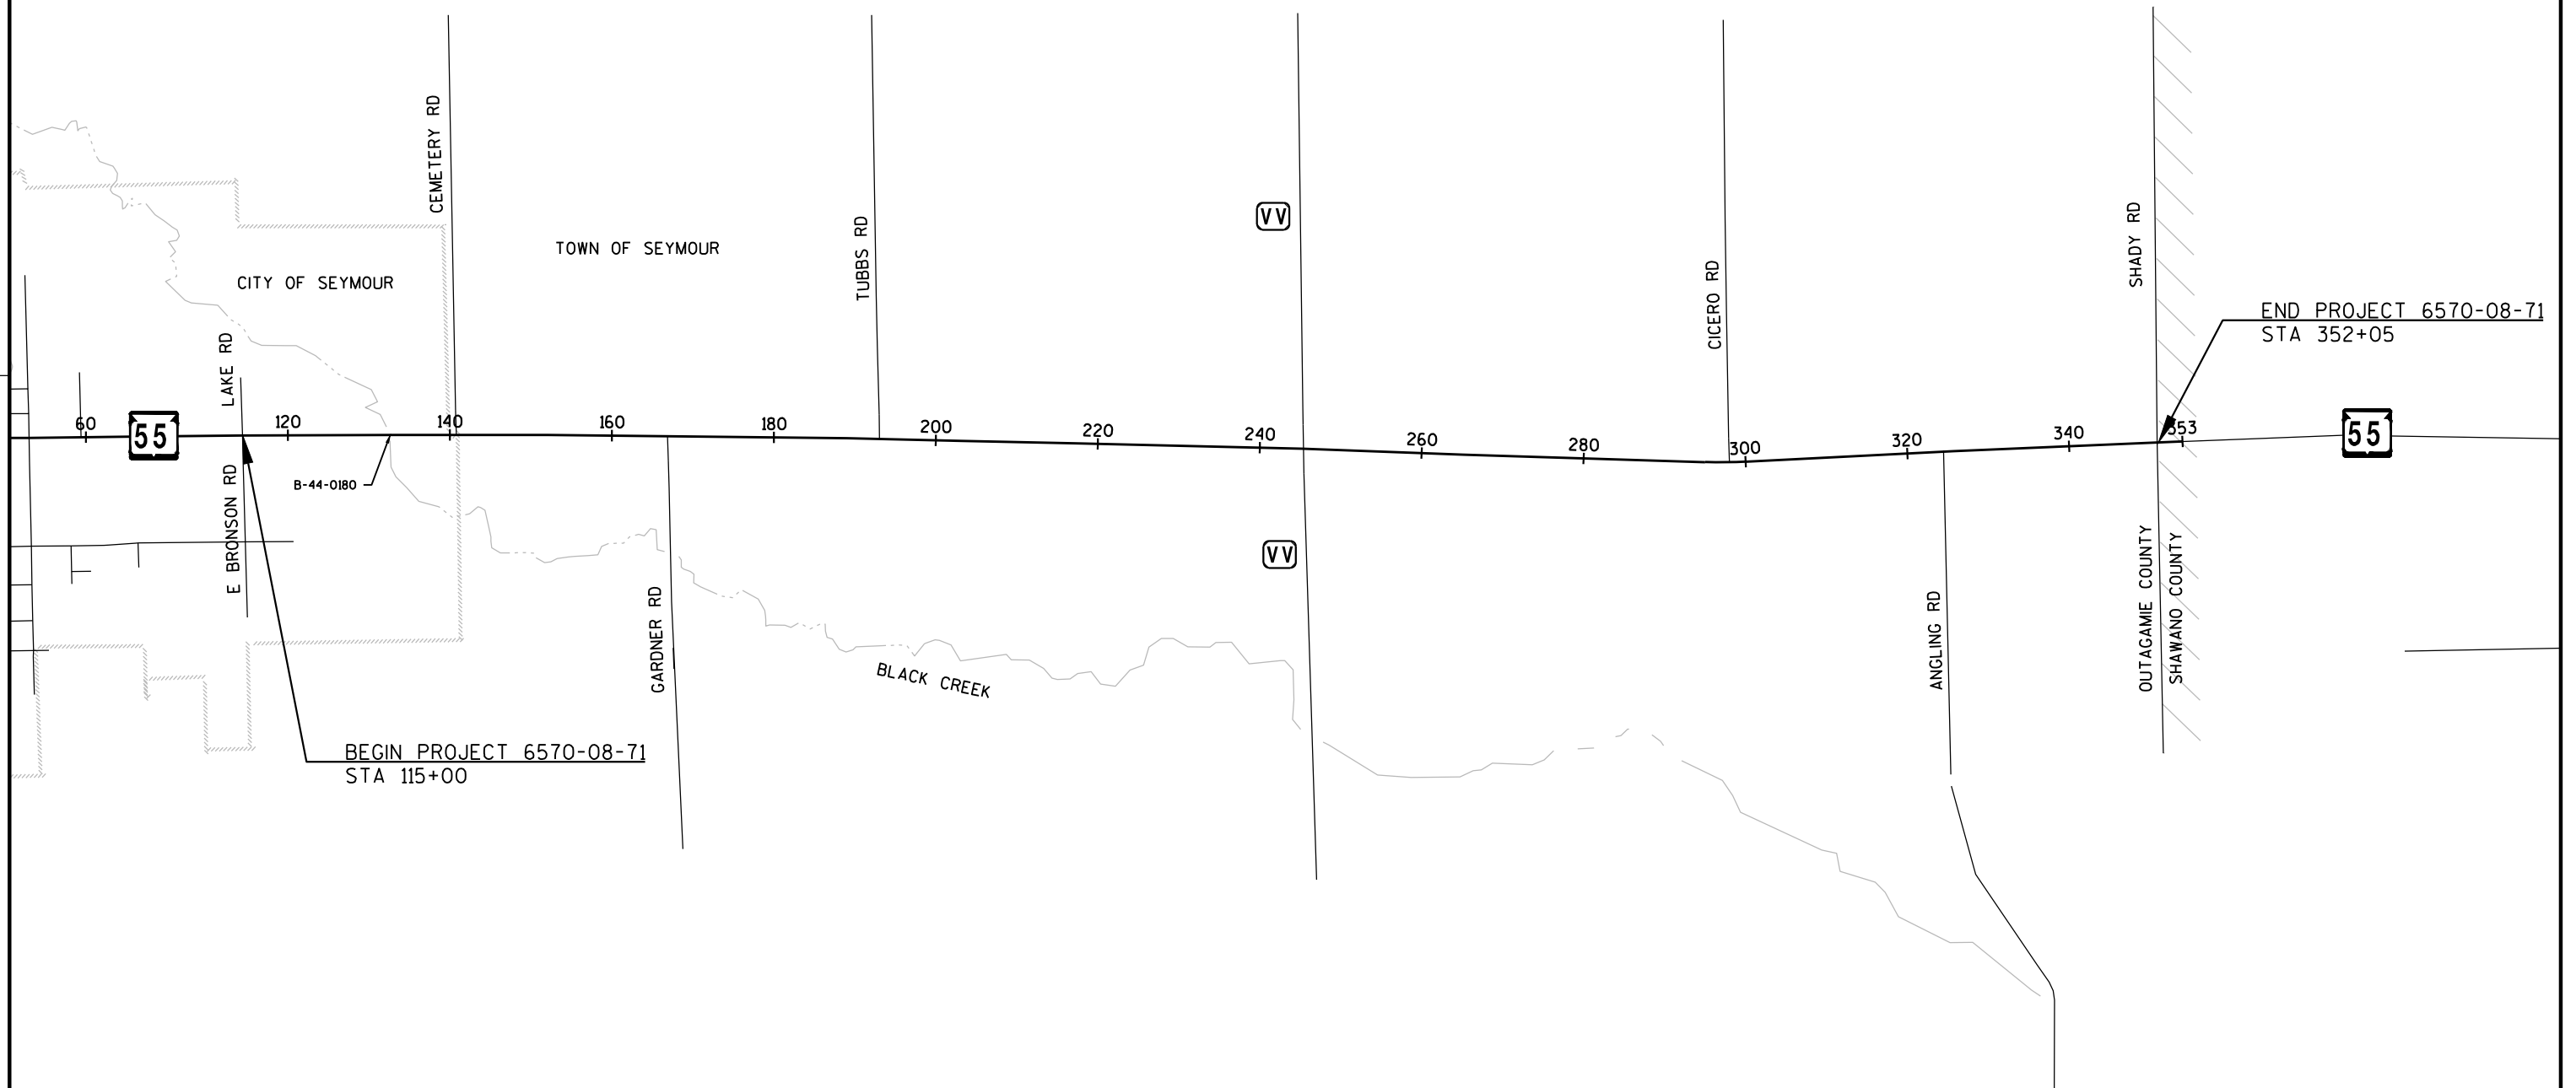 CEMETERY RD
TUBBS RD
VV
CICERO RD
SHADY RD
TOWN OF SEYMOUR
CITY OF SEYMOUR
LAKE RD
END PROJECT 6570-08-71
STA 352+05
60
55
120
140
160
180
200
220
240
260
280
300
320
340
353
55
B-44-0180
E BRONSON RD
GARDNER RD
VV
ANGLING RD
OUTAGAMIE COUNTY
SHAWANO COUNTY
BLACK CREEK
BEGIN PROJECT 6570-08-71
STA 115+00